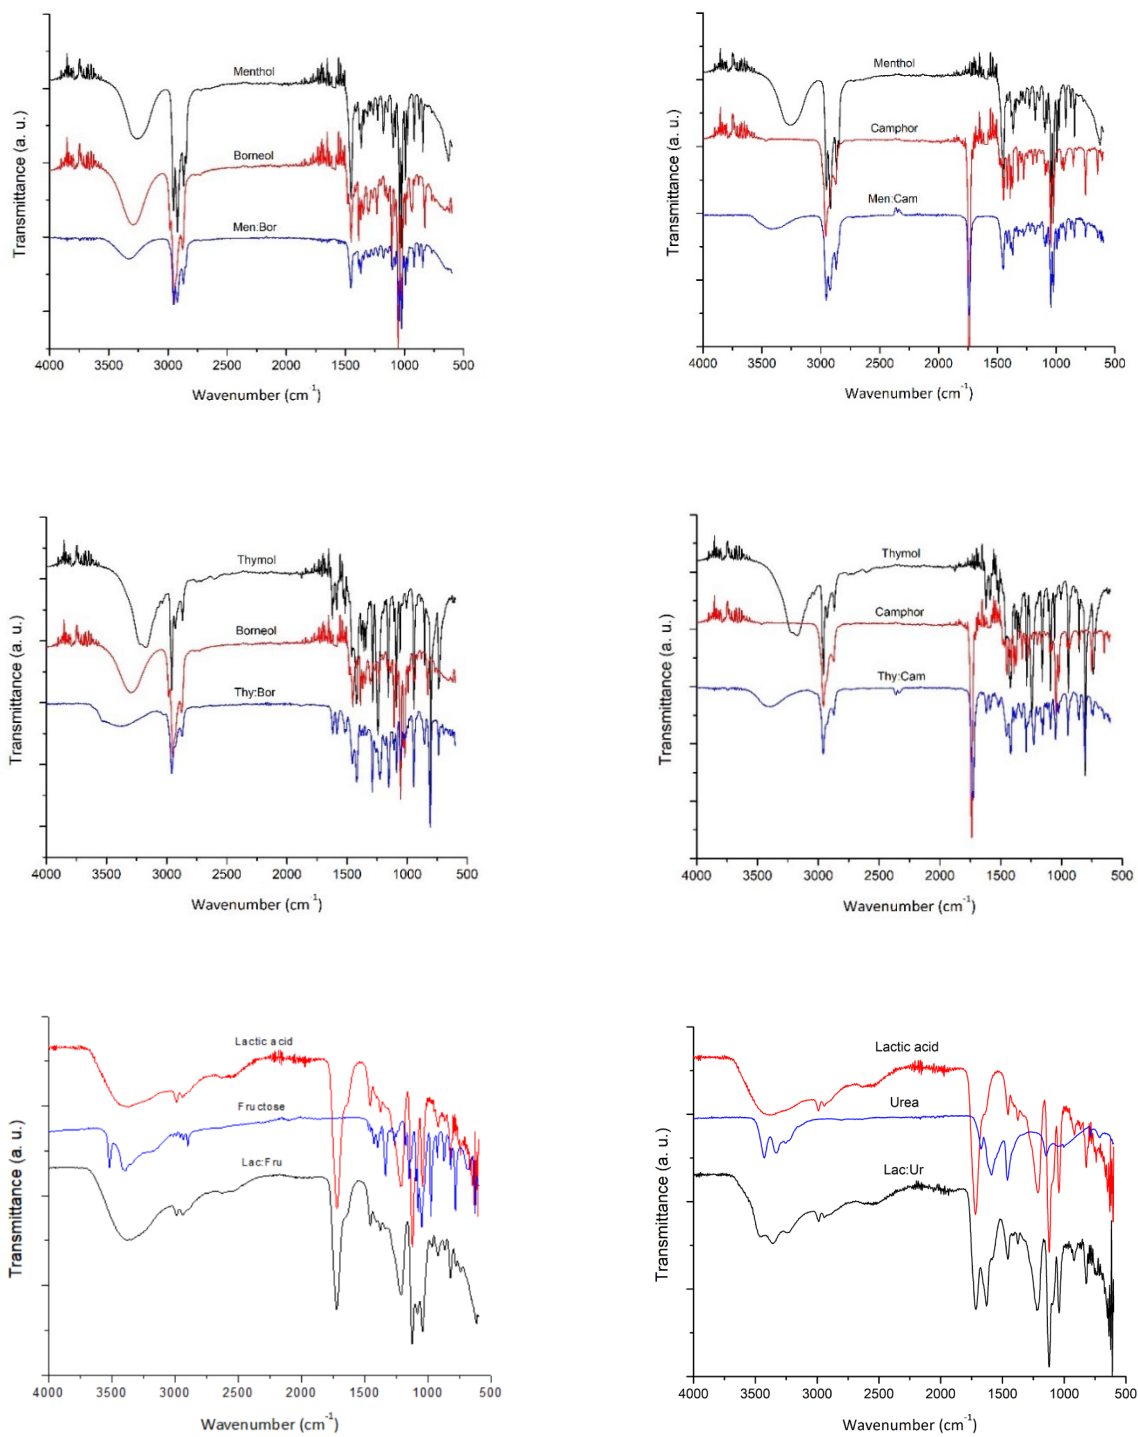 Transmittance (a. u.)
Menthol
Borneol
Men:Bor
4000 3500 3000 2500 2000 1500 1000 500
Wavenumber (cm⁻¹)
Transmittance (a. u.)
Menthol
Camphor
Men:Cam
4000 3500 3000 2500 2000 1500 1000 500
Wavenumber (cm⁻¹)
Transmittance (a. u.)
Thymol
Borneol
Thy:Bor
4000 3500 3000 2500 2000 1500 1000 500
Wavenumber (cm⁻¹)
Transmittance (a. u.)
Thymol
Camphor
Thy:Cam
4000 3500 3000 2500 2000 1500 1000 500
Wavenumber (cm⁻¹)
Transmittance (a. u.)
Lactic acid
Fructose
Lac:Fru
4000 3500 3000 2500 2000 1500 1000 500
Wavenumber (cm⁻¹)
Transmittance (a. u.)
Lactic acid
Urea
Lac:Ur
4000 3500 3000 2500 2000 1500 1000 500
Wavenumber (cm⁻¹)